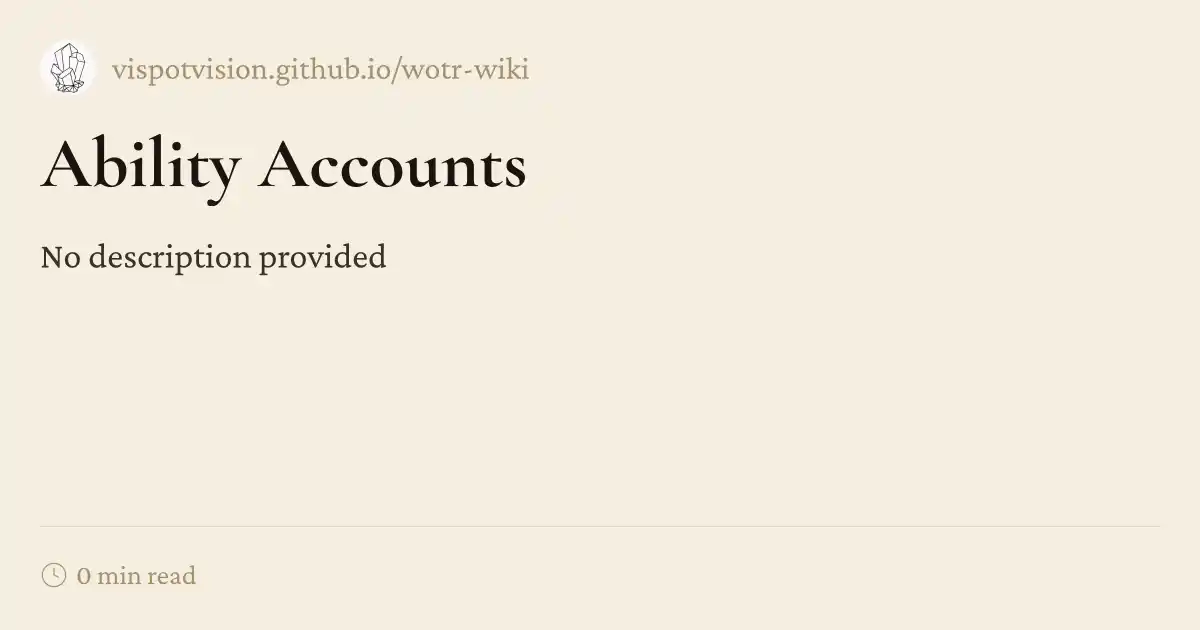 vispotvision.github.io/wotr-wiki
Ability Accounts
No description provided
0 min read